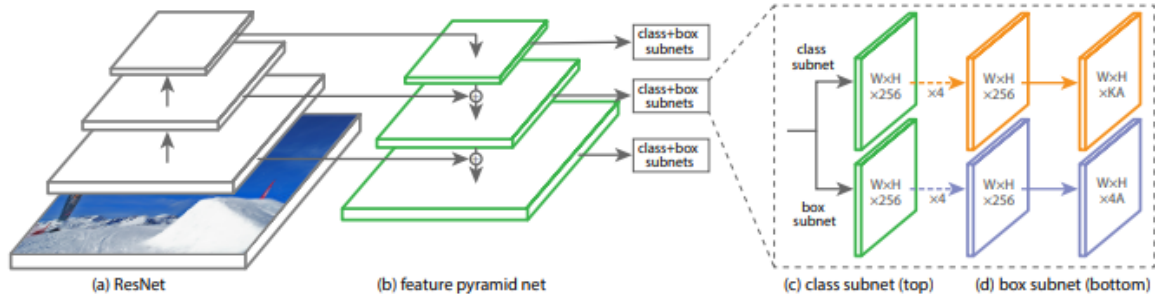 class+box
subnets
class+box
subnets
class+box
subnets
class
subnet
W×H
×256
×4
W×H
×256
W×H
×KA
box
subnet
W×H
×256
×4
W×H
×256
W×H
×4A
(a) ResNet
(b) feature pyramid net
(c) class subnet (top)
(d) box subnet (bottom)